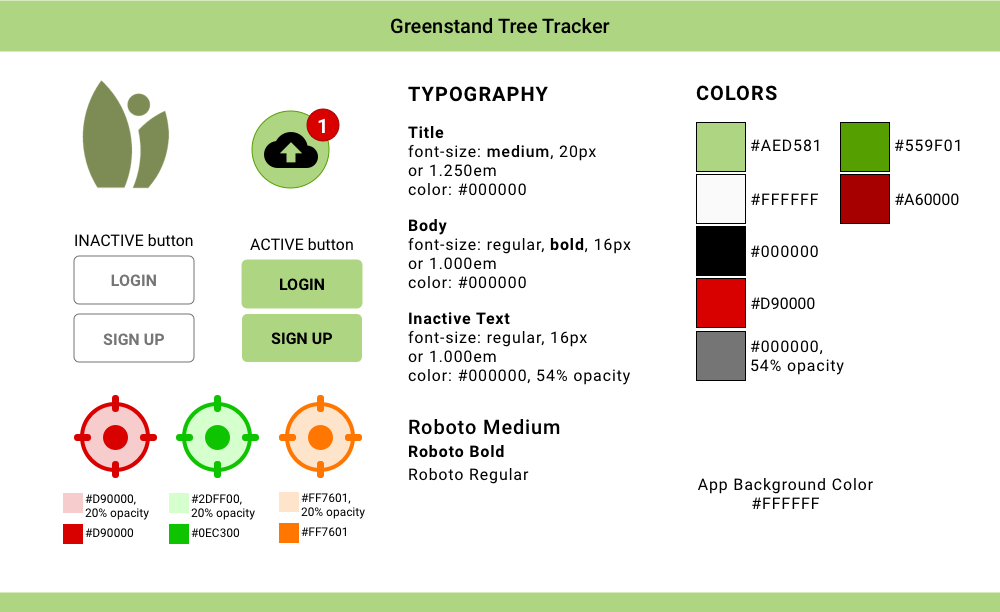 Greenstand Tree Tracker
1
INACTIVE button
LOGIN
SIGN UP
ACTIVE button
LOGIN
SIGN UP
#D90000,
20% opacity
#D90000
#2DFF00,
20% opacity
#0EC300
#FF7601,
20% opacity
#FF7601
TYPOGRAPHY
Title
font-size: medium, 20px
or 1.250em
color: #000000
Body
font-size: regular, bold, 16px
or 1.000em
color: #000000
Inactive Text
font-size: regular, 16px
or 1.000em
color: #000000, 54% opacity
Roboto Medium
Roboto Bold
Roboto Regular
COLORS
#AED581
#FFFFFF
#000000
#D90000
#000000,
54% opacity
#559F01
#A60000
App Background Color
#FFFFFF